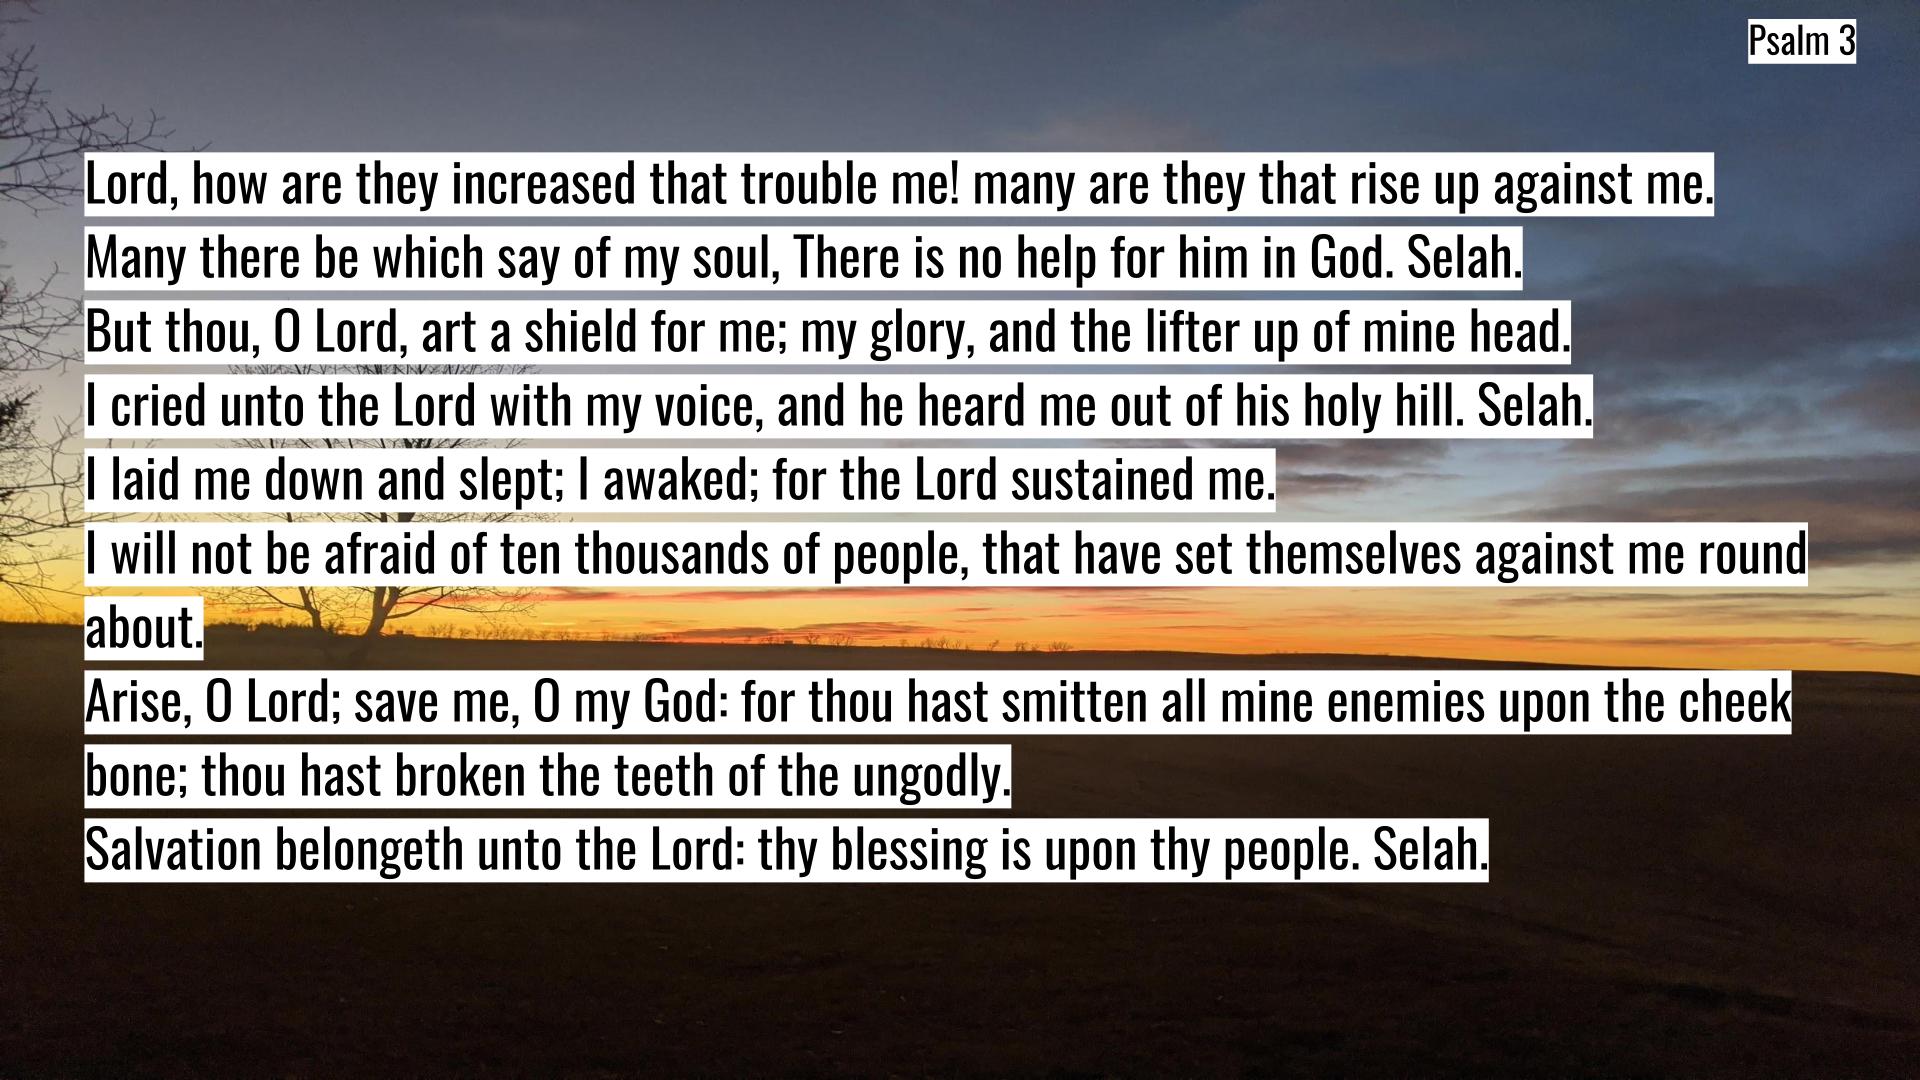 Psalm 3
Lord, how are they increased that trouble me! many are they that rise up against me.
Many there be which say of my soul, There is no help for him in God. Selah.
But thou, O Lord, art a shield for me; my glory, and the lifter up of mine head.
I cried unto the Lord with my voice, and he heard me out of his holy hill. Selah.
I laid me down and slept; I awaked; for the Lord sustained me.
I will not be afraid of ten thousands of people, that have set themselves against me round
about.
Arise, O Lord; save me, O my God: for thou hast smitten all mine enemies upon the cheek
bone; thou hast broken the teeth of the ungodly.
Salvation belongeth unto the Lord: thy blessing is upon thy people. Selah.